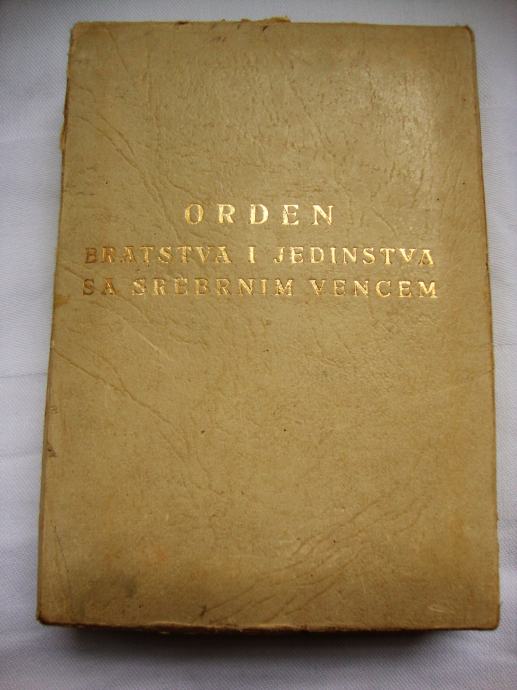 ORDEN
BRATSTVA I JEDINSTVA
SA SREBRNIM VENCEM